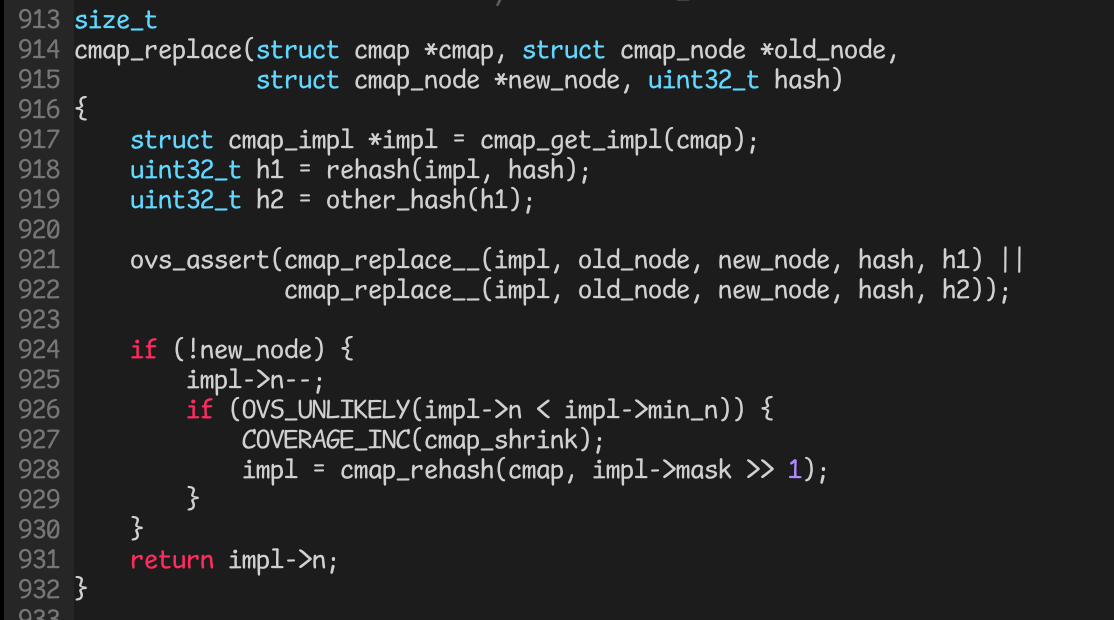 913 size_t
914 cmap_replace(struct cmap *cmap, struct cmap_node *old_node,
915              struct cmap_node *new_node, uint32_t hash)
916 {
917     struct cmap_impl *impl = cmap_get_impl(cmap);
918     uint32_t h1 = rehash(impl, hash);
919     uint32_t h2 = other_hash(h1);
920
921     ovs_assert(cmap_replace__(impl, old_node, new_node, hash, h1) ||
922                cmap_replace__(impl, old_node, new_node, hash, h2));
923
924     if (!new_node) {
925         impl->n--;
926         if (OVS_UNLIKELY(impl->n < impl->min_n)) {
927             COVERAGE_INC(cmap_shrink);
928             impl = cmap_rehash(cmap, impl->mask >> 1);
929         }
930     }
931     return impl->n;
932 }
933